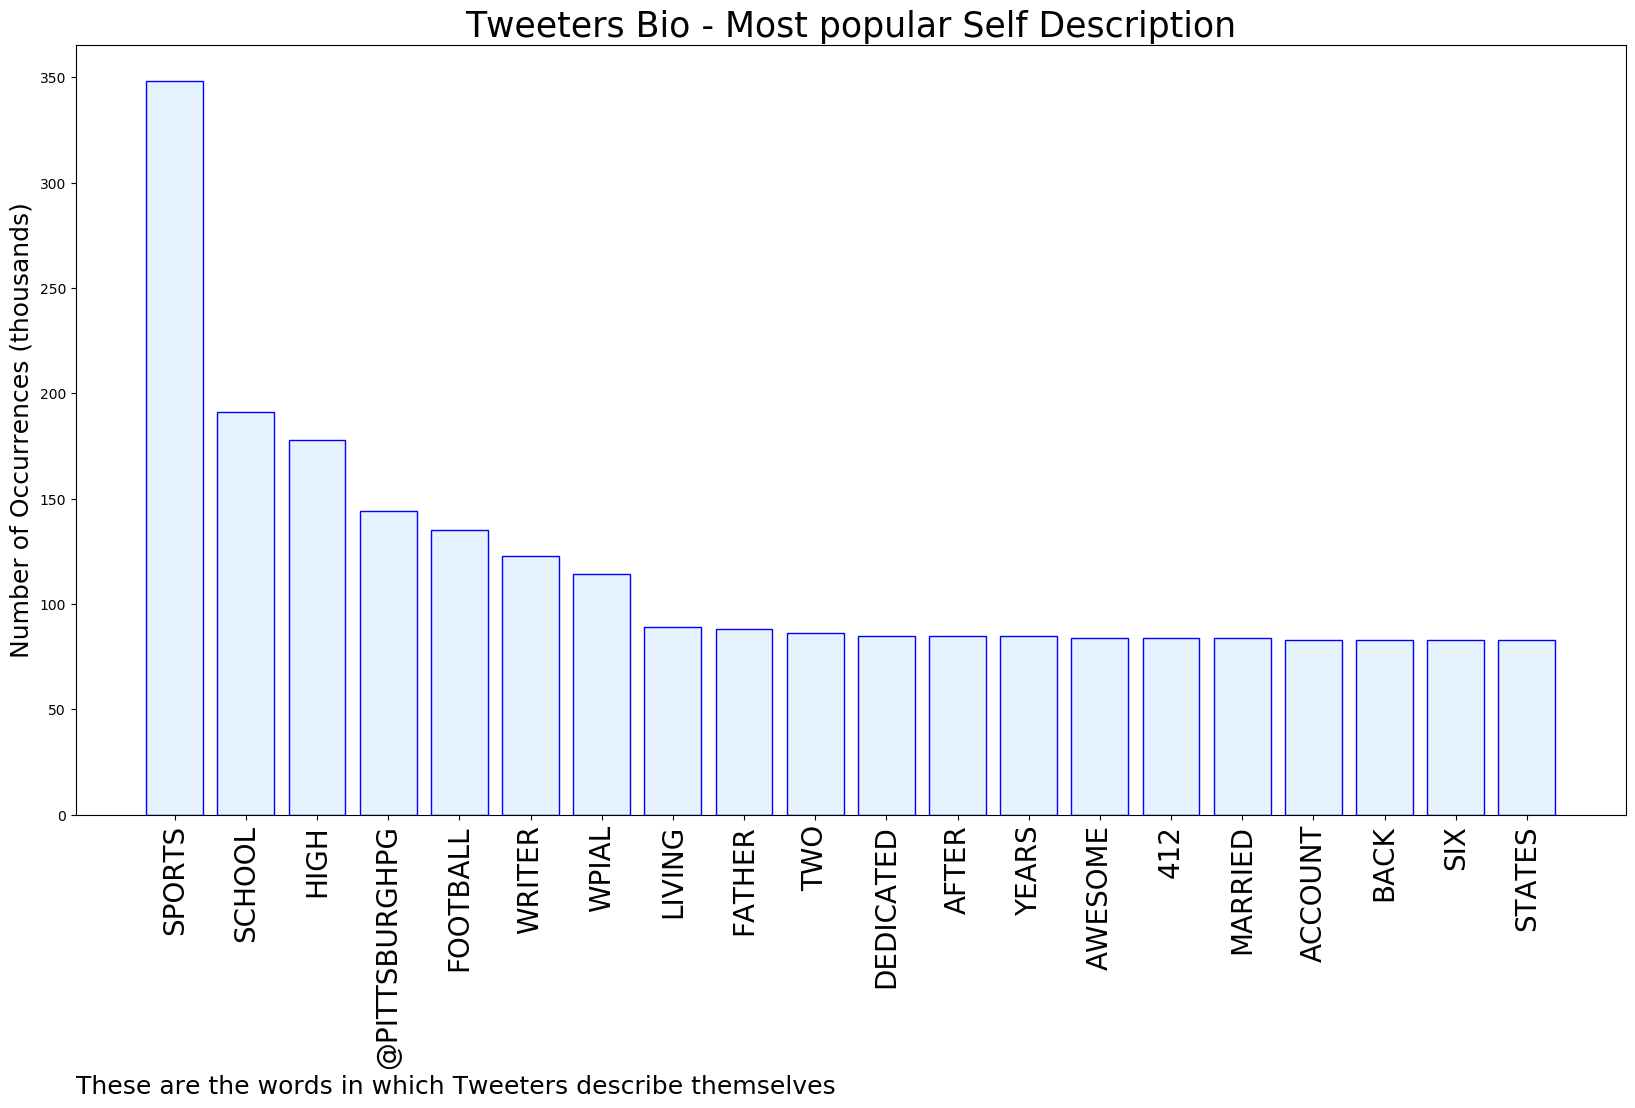 Tweeters Bio - Most popular Self Description
Number of Occurrences (thousands)
350
300
250
200
150
100
50
0
SPORTS
SCHOOL
HIGH
@PITTSBURGHPG
FOOTBALL
WRITER
WPIAL
LIVING
FATHER
TWO
DEDICATED
AFTER
YEARS
AWESOME
412
MARRIED
ACCOUNT
BACK
SIX
STATES
These are the words in which Tweeters describe themselves